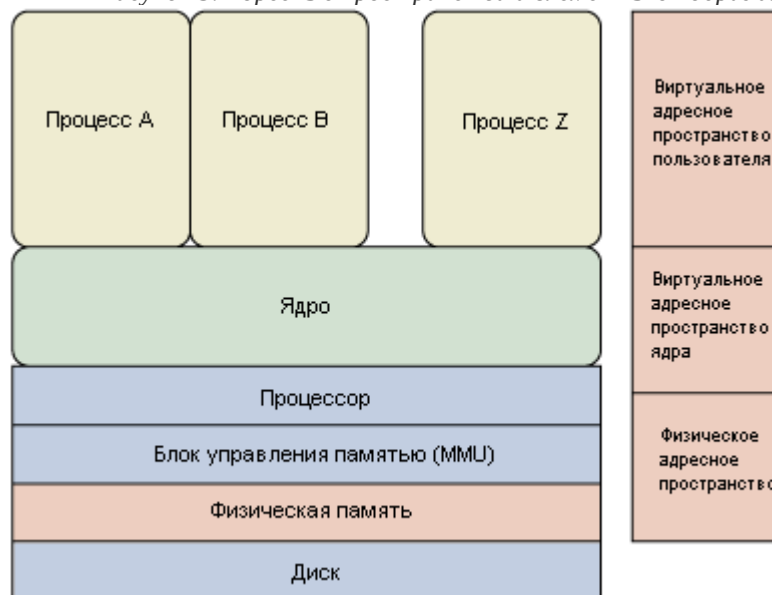 Процесс А
Процесс В
Процесс Z
Виртуальное
адресное
пространство
пользователя
Ядро
Виртуальное
адресное
пространство
ядра
Процессор
Блок управления памятью (MMU)
Физическая память
Диск
Физическое
адресное
пространство